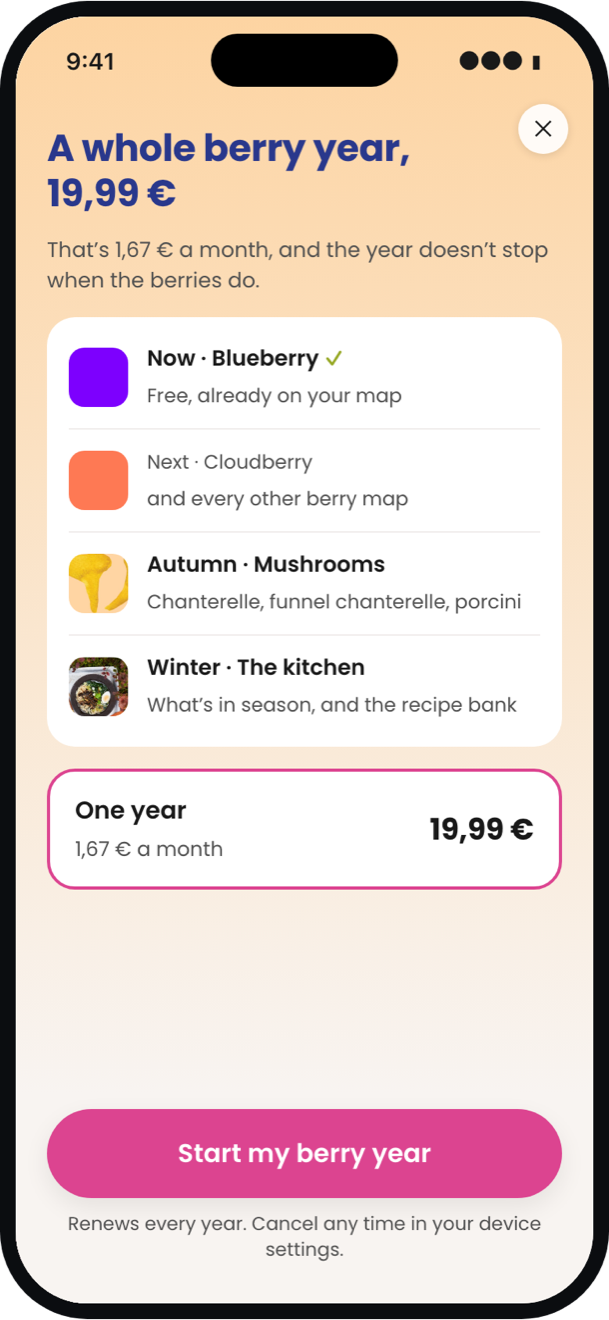 9:41
A whole berry year,
19,99 €
That’s 1,67 € a month, and the year doesn’t stop
when the berries do.
Now · Blueberry ✓
Free, already on your map
Next · Cloudberry
and every other berry map
Autumn · Mushrooms
Chanterelle, funnel chanterelle, porcini
Winter · The kitchen
What’s in season, and the recipe bank
One year
19,99 €
1,67 € a month
Start my berry year
Renews every year. Cancel any time in your device
settings.